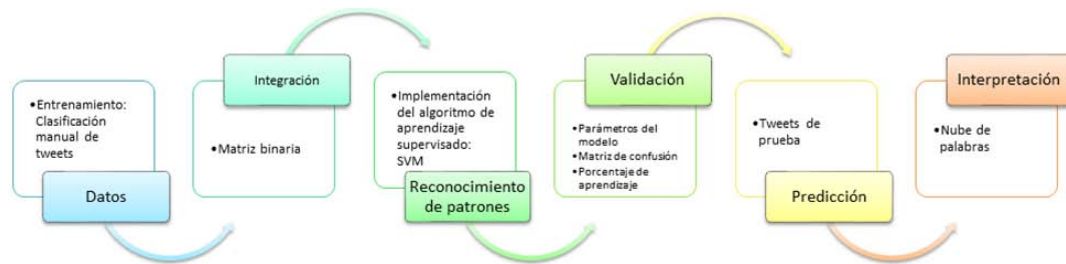 •Entrenamiento:
Clasificación
manual de
tweets
Datos
Integración
•Matriz binaria
•Implementación
del algoritmo de
aprendizaje
supervisado:
SVM
Reconocimiento
de patrones
Validación
•Parámetros del
modelo
•Matriz de confusión
•Porcentaje de
aprendizaje
•Tweets de
prueba
Predicción
Interpretación
•Nube de
palabras